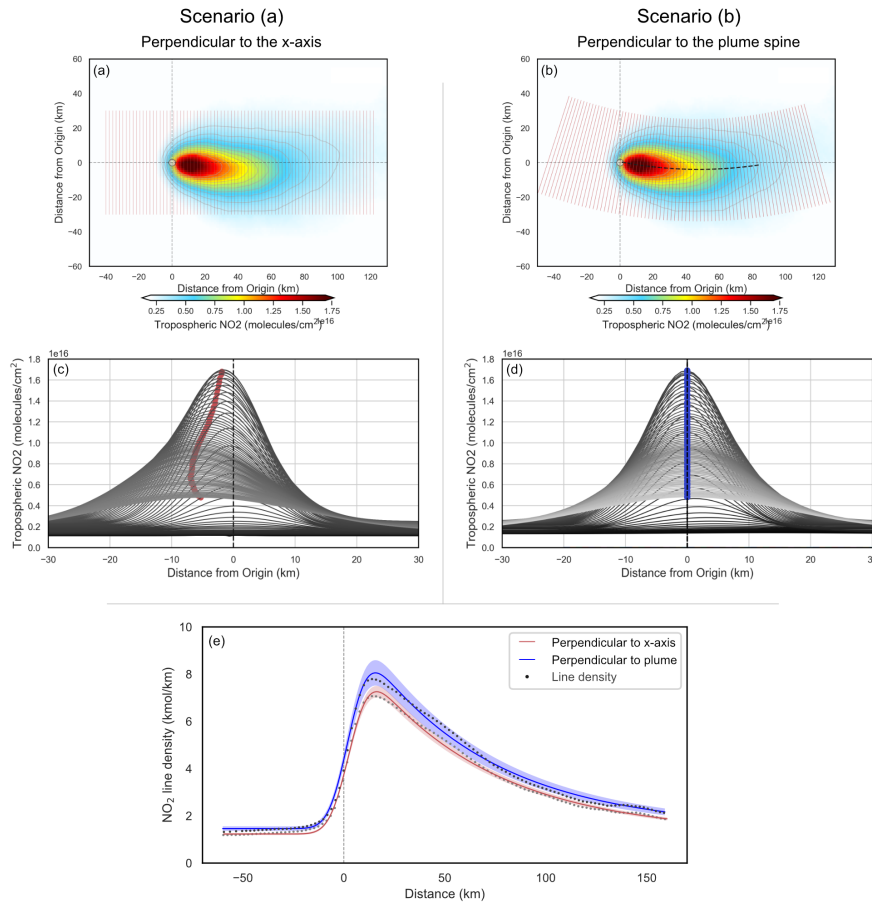 Scenario (a)
Scenario (b)
Perpendicular to the x-axis
Perpendicular to the plume spine
(a)
60
40
20
0
−20
−40
−60
Distance from Origin (km)
−40 −20 0 20 40 60 80 100 120
Distance from Origin (km)
0.25 0.50 0.75 1.00 1.25 1.50 1.75
Tropospheric NO2 (molecules/cm²) 1e16
(b)
60
40
20
0
−20
−40
−60
Distance from Origin (km)
−40 −20 0 20 40 60 80 100 120
Distance from Origin (km)
0.25 0.50 0.75 1.00 1.25 1.50 1.75
Tropospheric NO2 (molecules/cm²) 1e16
1e16
(c)
1.8
1.6
1.4
1.2
1.0
0.8
0.6
0.4
0.2
0.0
Tropospheric NO2 (molecules/cm²)
−30 −20 −10 0 10 20 30
Distance from Origin (km)
1e16
(d)
1.8
1.6
1.4
1.2
1.0
0.8
0.6
0.4
0.2
0.0
Tropospheric NO2 (molecules/cm²)
−30 −20 −10 0 10 20 30
Distance from Origin (km)
(e)
10
8
6
4
2
0
NO₂ line density (kmol/km)
Perpendicular to x-axis
Perpendicular to plume
Line density
−50 0 50 100 150
Distance (km)